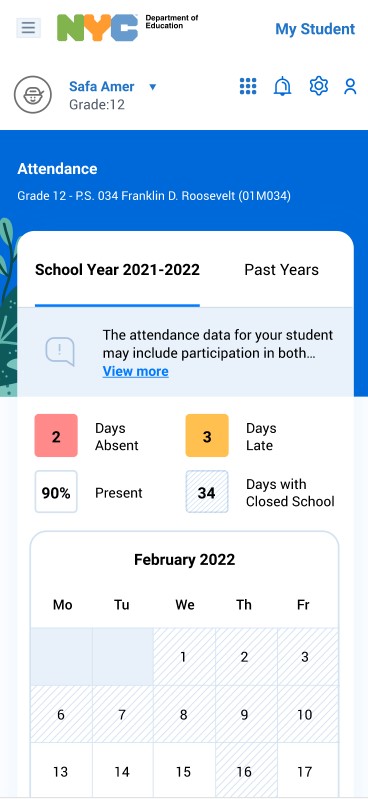 NYC
Department of
Education
My Student
Safa Amer
Grade:12
Attendance
Grade 12 - P.S. 034 Franklin D. Roosevelt (01M034)
School Year 2021-2022
Past Years
The attendance data for your student
may include participation in both...
View more
2
Days
Absent
3
Days
Late
90%
Present
34
Days with
Closed School
February 2022
Mo Tu We Th Fr
1 2 3
6 7 8 9 10
13 14 15 16 17